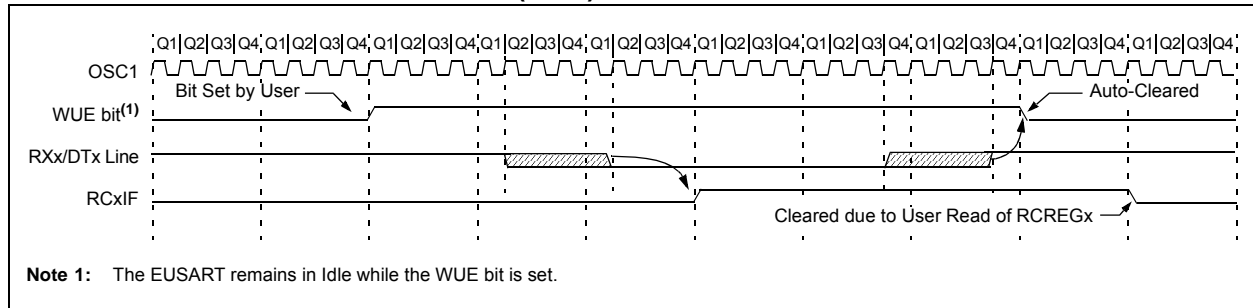 Q1 Q2 Q3 Q4 Q1 Q2 Q3 Q4 Q1 Q2 Q3 Q4 Q1 Q2 Q3 Q4 Q1 Q2 Q3 Q4 Q1 Q2 Q3 Q4 Q1 Q2 Q3 Q4 Q1 Q2 Q3 Q4 Q1 Q2 Q3 Q4 Q1 Q2 Q3 Q4
OSC1
Bit Set by User
Auto-Cleared
WUE bit(1)
RXx/DTx Line
RCxIF
Cleared due to User Read of RCREGx
Note 1: The EUSART remains in Idle while the WUE bit is set.